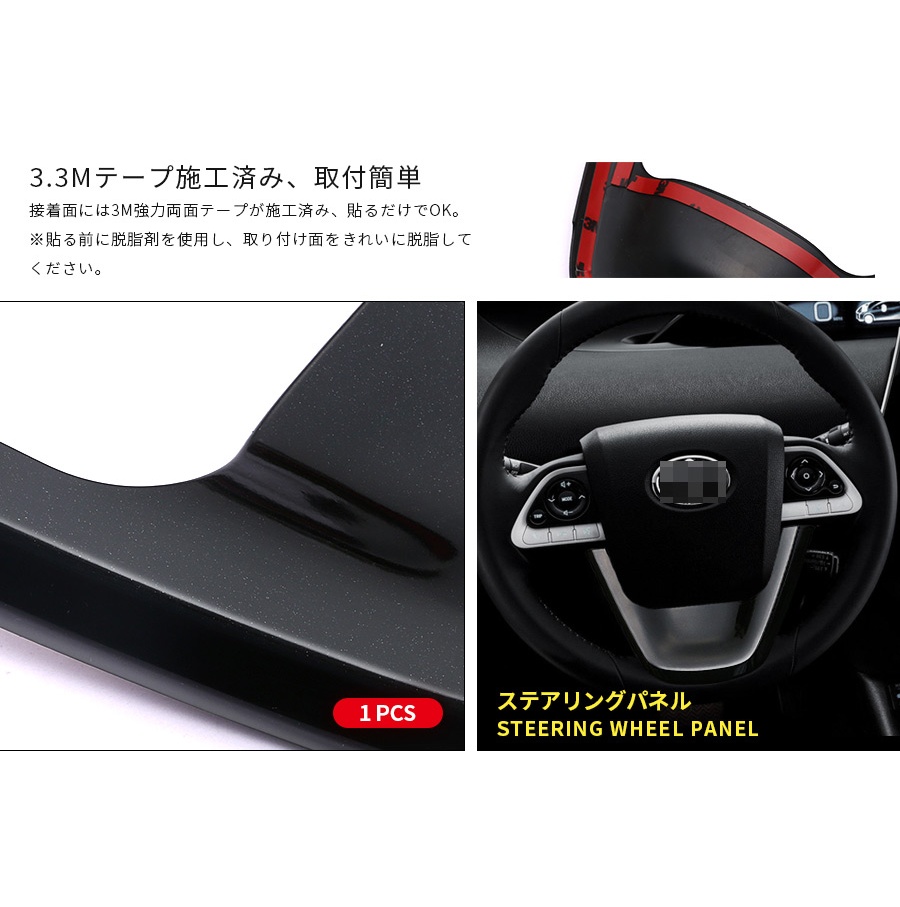 3.3Mテープ施工済み、取付簡単
接着面には3M強力両面テープが施工済み、貼るだけでOK。
※貼る前に脱脂剤を使用し、取り付け面をきれいに脱脂して
ください。
1 PCS
MODE
TRIP
ステアリングパネル
STEERING WHEEL PANEL